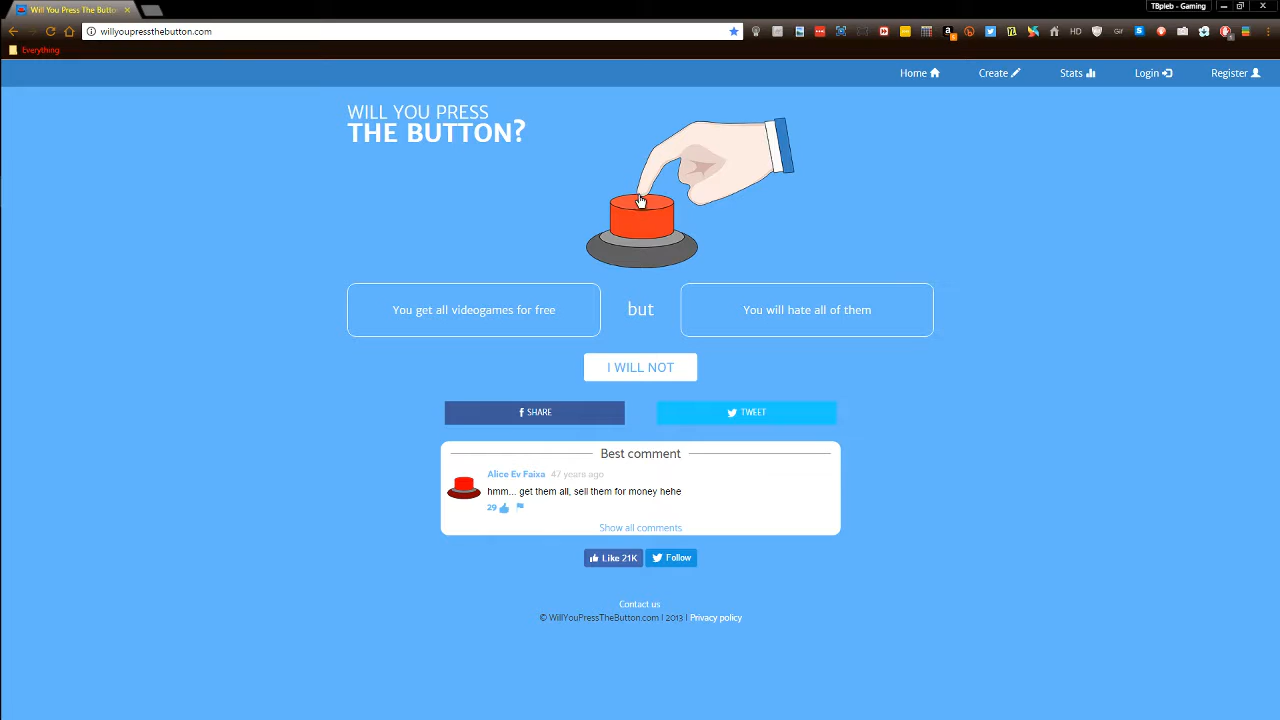 Will You Press The Butto
TBpleb - Gaming
willyoupressthebutton.com
Everything
Home
Create
Stats
Login
Register
WILL YOU PRESS
THE BUTTON?
You get all videogames for free
but
You will hate all of them
I WILL NOT
SHARE
TWEET
Best comment
Alice Ev Faixa 47 years ago
hmm... get them all, sell them for money hehe
29
Show all comments
Like 21K
Follow
Contact us
© WillYouPressTheButton.com | 2013 | Privacy policy